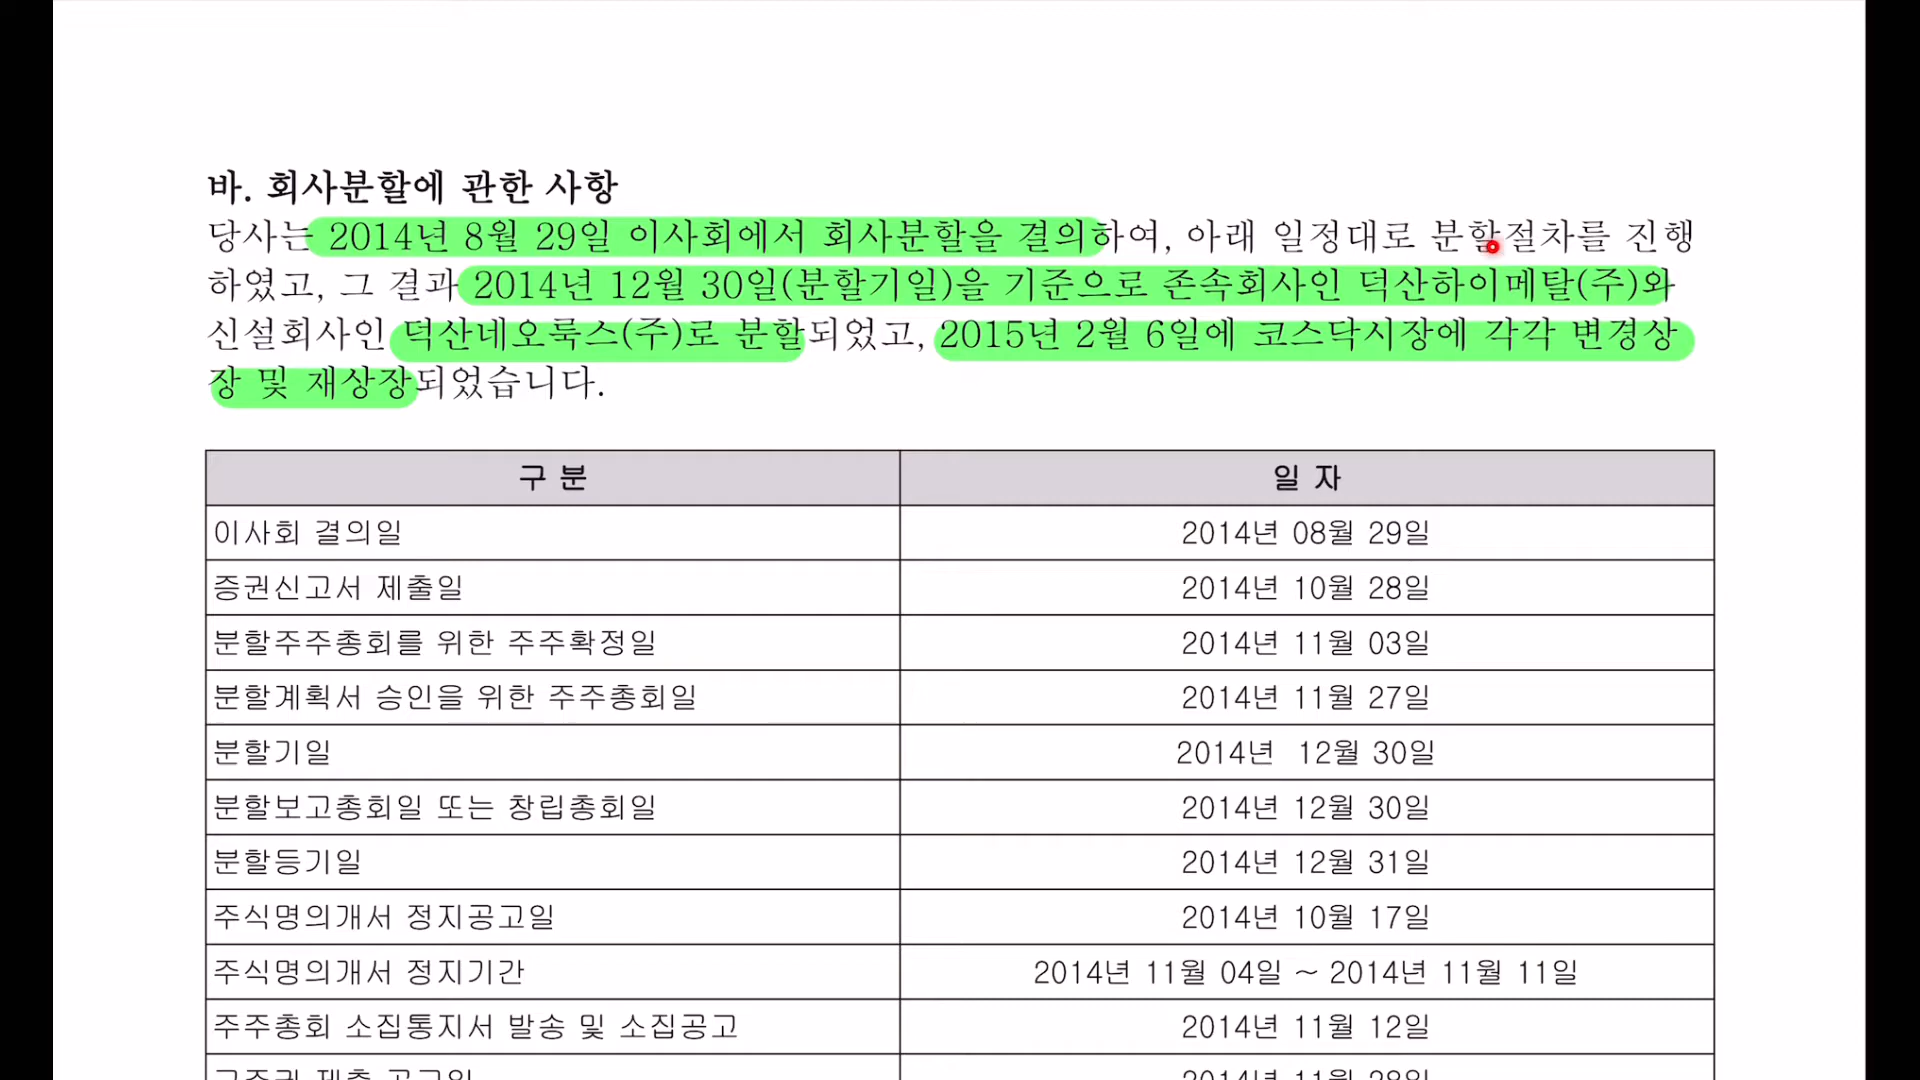 바. 회사분할에 관한 사항
당사는 2014년 8월 29일 이사회에서 회사분할을 결의하여, 아래 일정대로 분할절차를 진행
하였고, 그 결과 2014년 12월 30일(분할기일)을 기준으로 존속회사인 덕산하이메탈(주)와
신설회사인 덕산네오룩스(주)로 분할되었고, 2015년 2월 6일에 코스닥시장에 각각 변경상
장 및 재상장되었습니다.
구 분 일 자
이사회 결의일 2014년 08월 29일
증권신고서 제출일 2014년 10월 28일
분할주주총회를 위한 주주확정일 2014년 11월 03일
분할계획서 승인을 위한 주주총회일 2014년 11월 27일
분할기일 2014년 12월 30일
분할보고총회일 또는 창립총회일 2014년 12월 30일
분할등기일 2014년 12월 31일
주식명의개서 정지공고일 2014년 10월 17일
주식명의개서 정지기간 2014년 11월 04일 ~ 2014년 11월 11일
주주총회 소집통지서 발송 및 소집공고 2014년 11월 12일